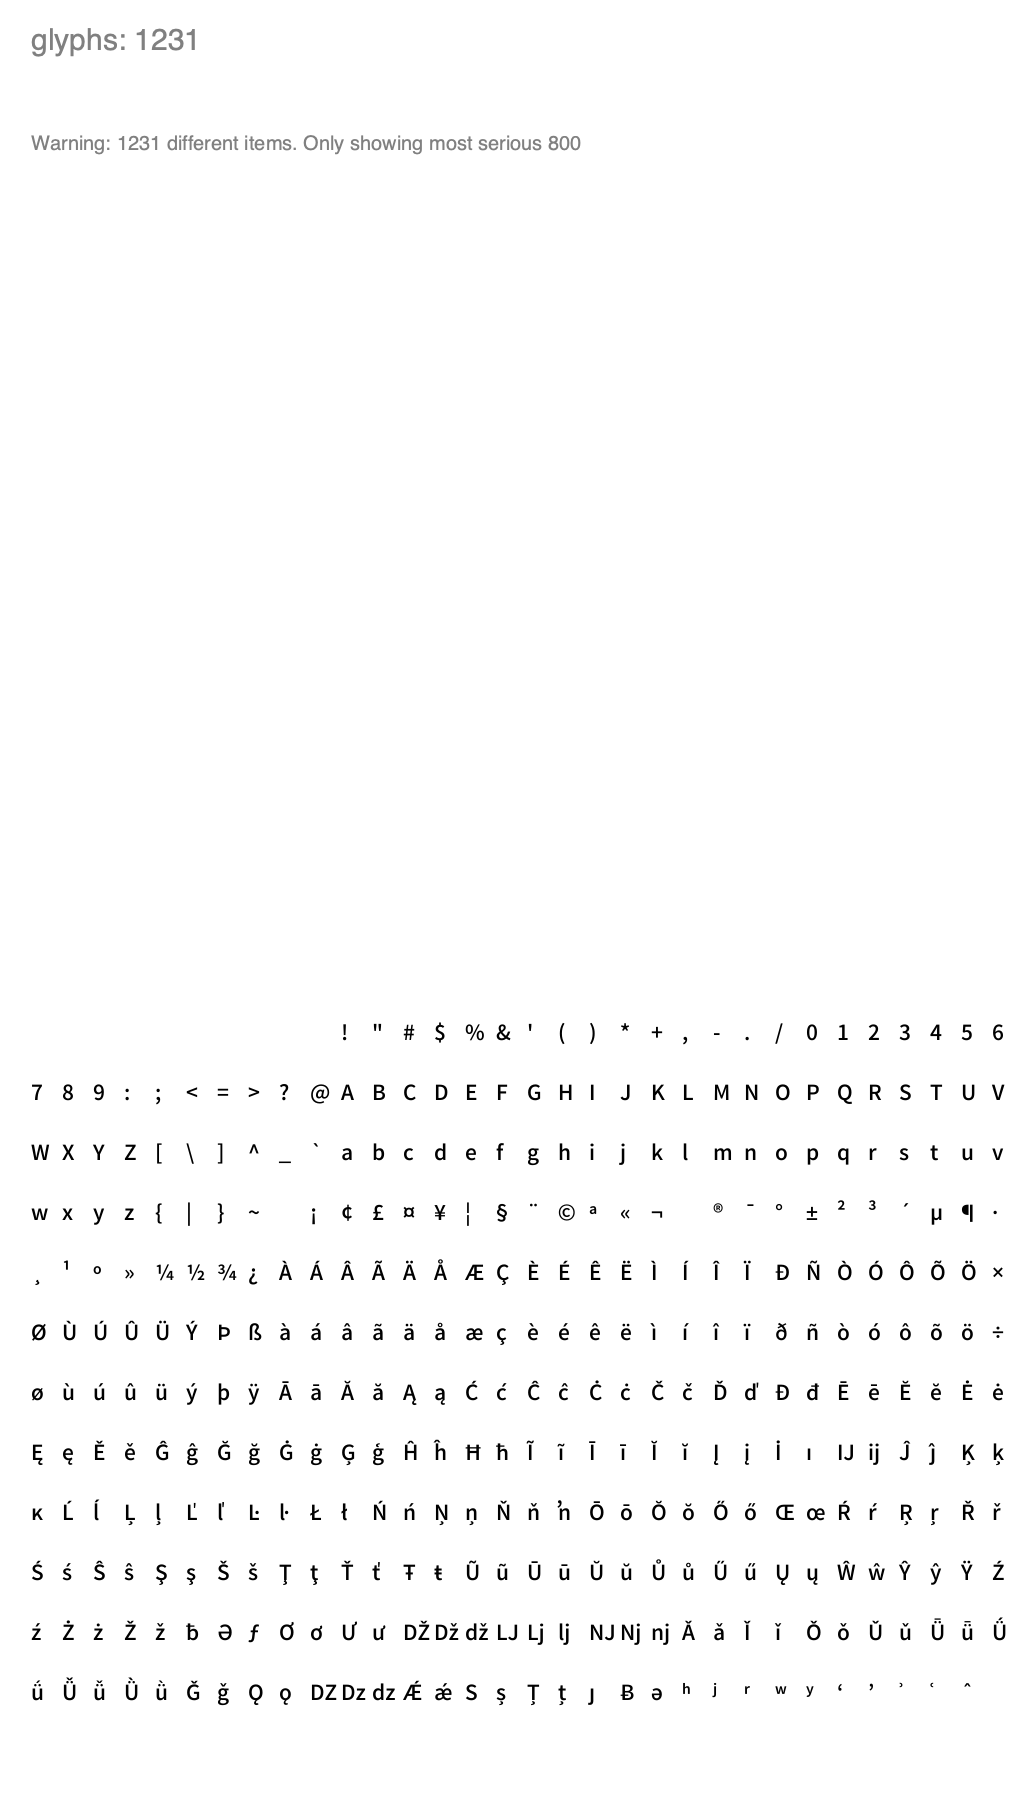 glyphs: 1231
Warning: 1231 different items. Only showing most serious 800
! " # $ % & ' ( ) * + , - . / 0 1 2 3 4 5 6
7 8 9 : ; < = > ? @ A B C D E F G H I J K L M N O P Q R S T U V
W X Y Z [ \ ] ^ _ ` a b c d e f g h i j k l m n o p q r s t u v
w x y z { | } ~ ¡ ¢ £ ¤ ¥ ¦ § ¨ © ª « ¬ ® ¯ ° ± ² ³ ´ µ ¶ ·
¸ ¹ º » ¼ ½ ¾ ¿ À Á Â Ã Ä Å Æ Ç È É Ê Ë Ì Í Î Ï Ð Ñ Ò Ó Ô Õ Ö ×
Ø Ù Ú Û Ü Ý Þ ß à á â ã ä å æ ç è é ê ë ì í î ï ð ñ ò ó ô õ ö ÷
ø ù ú û ü ý þ ÿ Ā ā Ă ă Ą ą Ć ć Ĉ ĉ Ċ ċ Č č Ď ď Đ đ Ē ē Ĕ ĕ Ė ė
Ę ę Ě ě Ĝ ĝ Ğ ğ Ġ ġ Ģ ģ Ĥ ĥ Ħ ħ Ĩ ĩ Ī ī Ĭ ĭ Į į İ ı Ĳ ĳ Ĵ ĵ Ķ ķ
ĸ Ĺ ĺ Ļ ļ Ľ ľ Ŀ ŀ Ł ł Ń ń Ņ ņ Ň ň ŉ Ō ō Ŏ ŏ Ő ő Œ œ Ŕ ŕ Ŗ ŗ Ř ř
Ś ś Ŝ ŝ Ş ş Š š Ţ ţ Ť ť Ŧ ŧ Ũ ũ Ū ū Ŭ ŭ Ů ů Ű ű Ų ų Ŵ ŵ Ŷ ŷ Ÿ Ź
ź Ż ż Ž ž ƀ Ə ƒ Ơ ơ Ư ư Ǆ ǅ ǆ Ǉ ǈ ǉ Ǌ ǋ ǌ Ǎ ǎ Ǐ ǐ Ǒ ǒ Ǔ ǔ Ǖ ǖ Ǘ
ǘ Ǚ ǚ Ǜ ǜ Ǧ ǧ Ǫ ǫ Ǳ ǲ ǳ Ǽ ǽ Ș ș Ț ț ȷ Ƀ ə ʰ ʲ ʳ ʷ ʸ ʻ ʼ ʾ ʿ ˆ